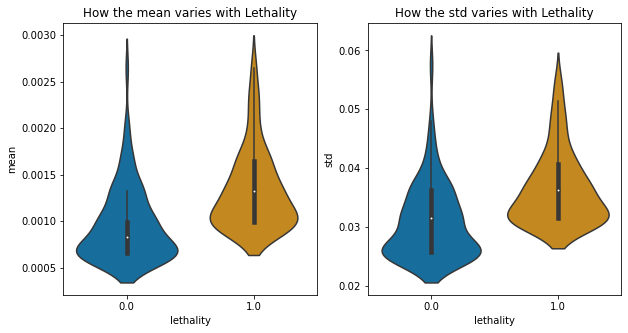 How the mean varies with Lethality
0.0030
0.0025
0.0020
0.0015
0.0010
0.0005
mean
0.0
1.0
lethality
How the std varies with Lethality
0.06
0.05
0.04
0.03
0.02
std
0.0
1.0
lethality